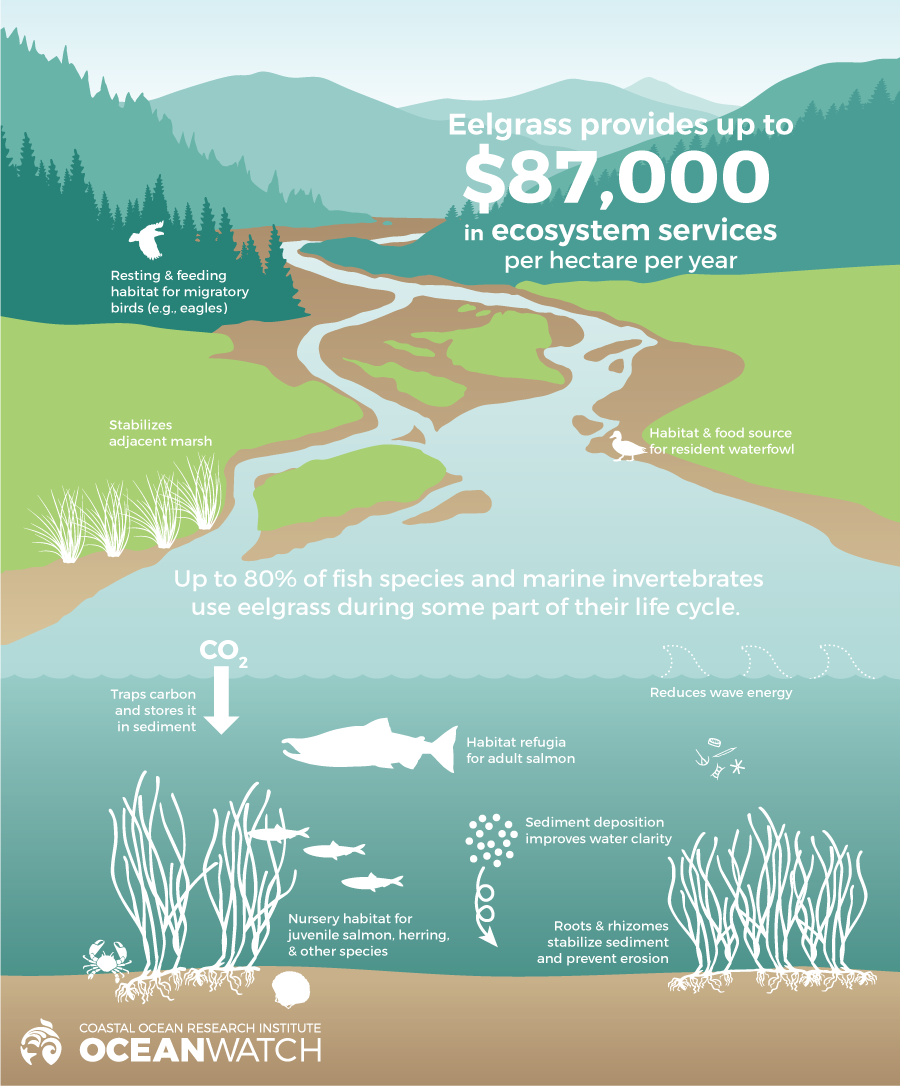 Eelgrass provides up to
$87,000
in ecosystem services
per hectare per year
Resting & feeding
habitat for migratory
birds (e.g., eagles)
Stabilizes
adjacent marsh
Habitat & food source
for resident waterfowl
Up to 80% of fish species and marine invertebrates
use eelgrass during some part of their life cycle.
CO2
Traps carbon
and stores it
in sediment
Reduces wave energy
Habitat refugia
for adult salmon
Sediment deposition
improves water clarity
Nursery habitat for
juvenile salmon, herring,
& other species
Roots & rhizomes
stabilize sediment
and prevent erosion
COASTAL OCEAN RESEARCH INSTITUTE
OCEANWATCH